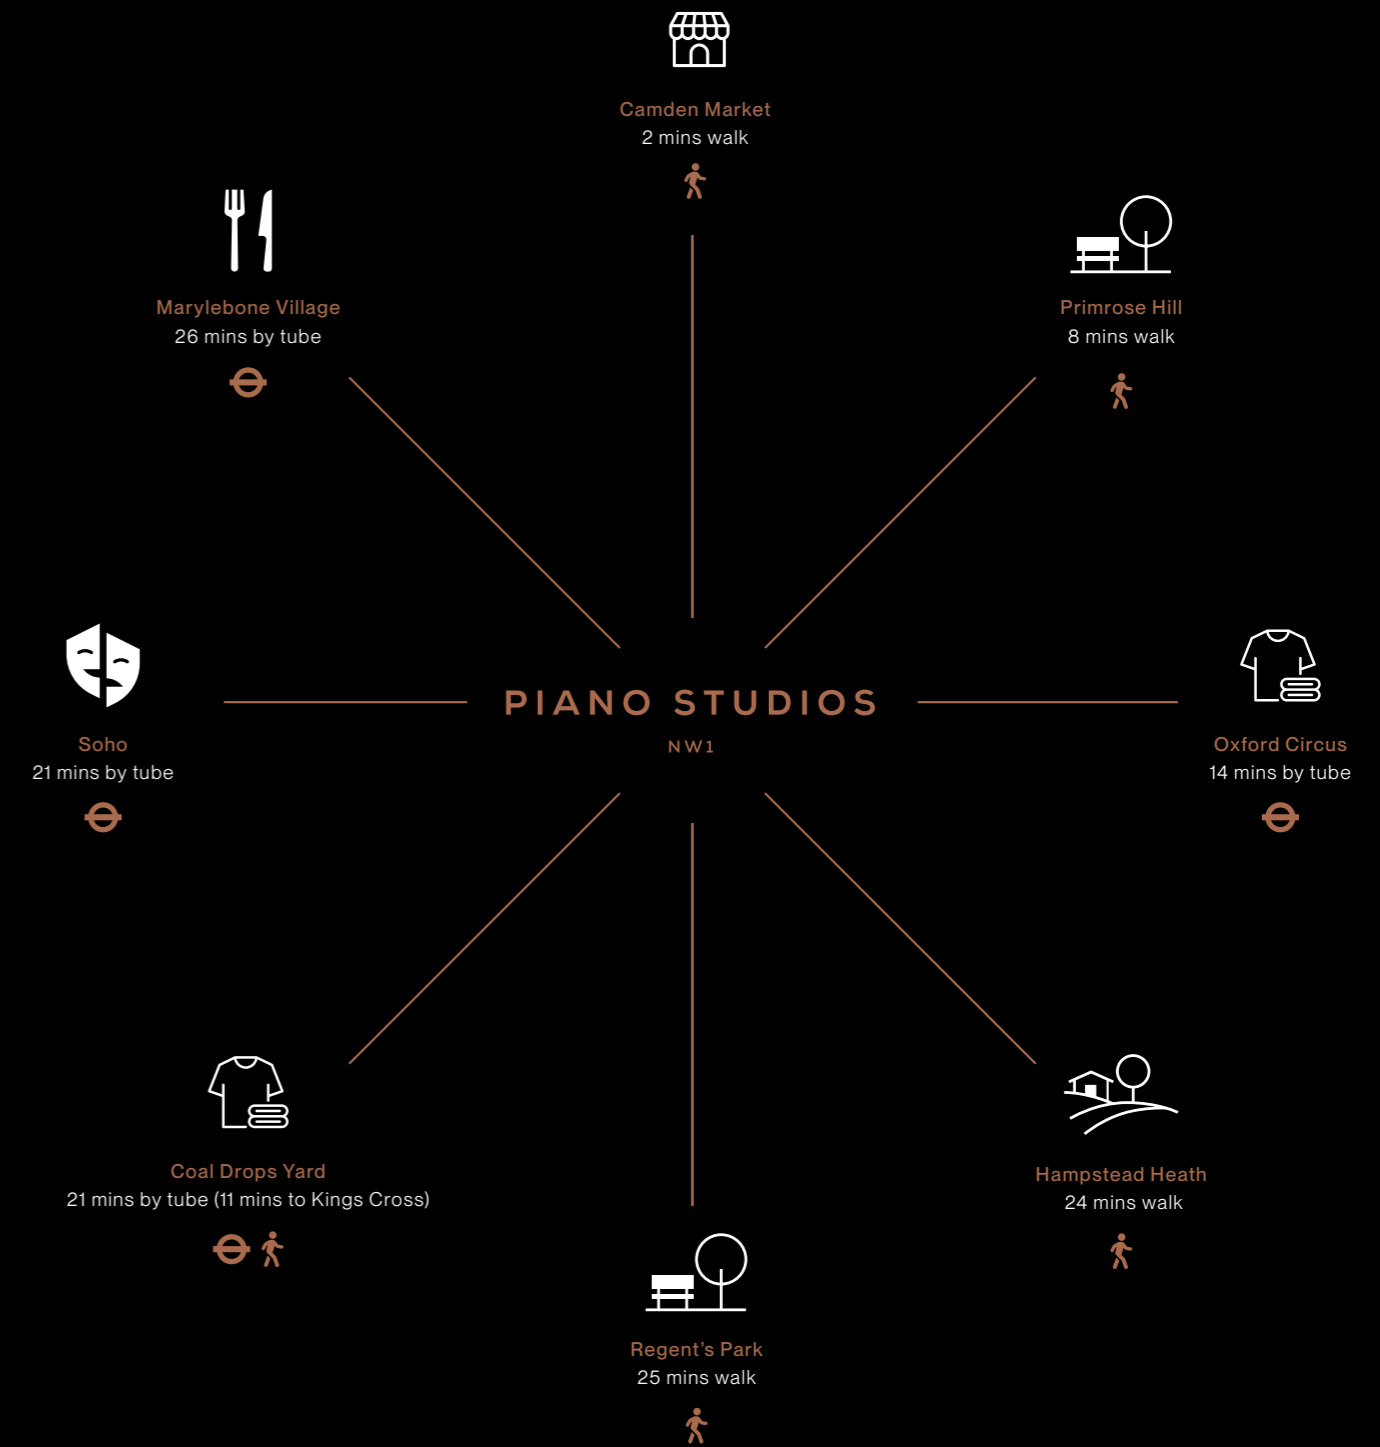 Camden Market
2 mins walk
Marylebone Village
26 mins by tube
Primrose Hill
8 mins walk
PIANO STUDIOS
NW1
Soho
21 mins by tube
Oxford Circus
14 mins by tube
Coal Drops Yard
21 mins by tube (11 mins to Kings Cross)
Hampstead Heath
24 mins walk
Regent’s Park
25 mins walk